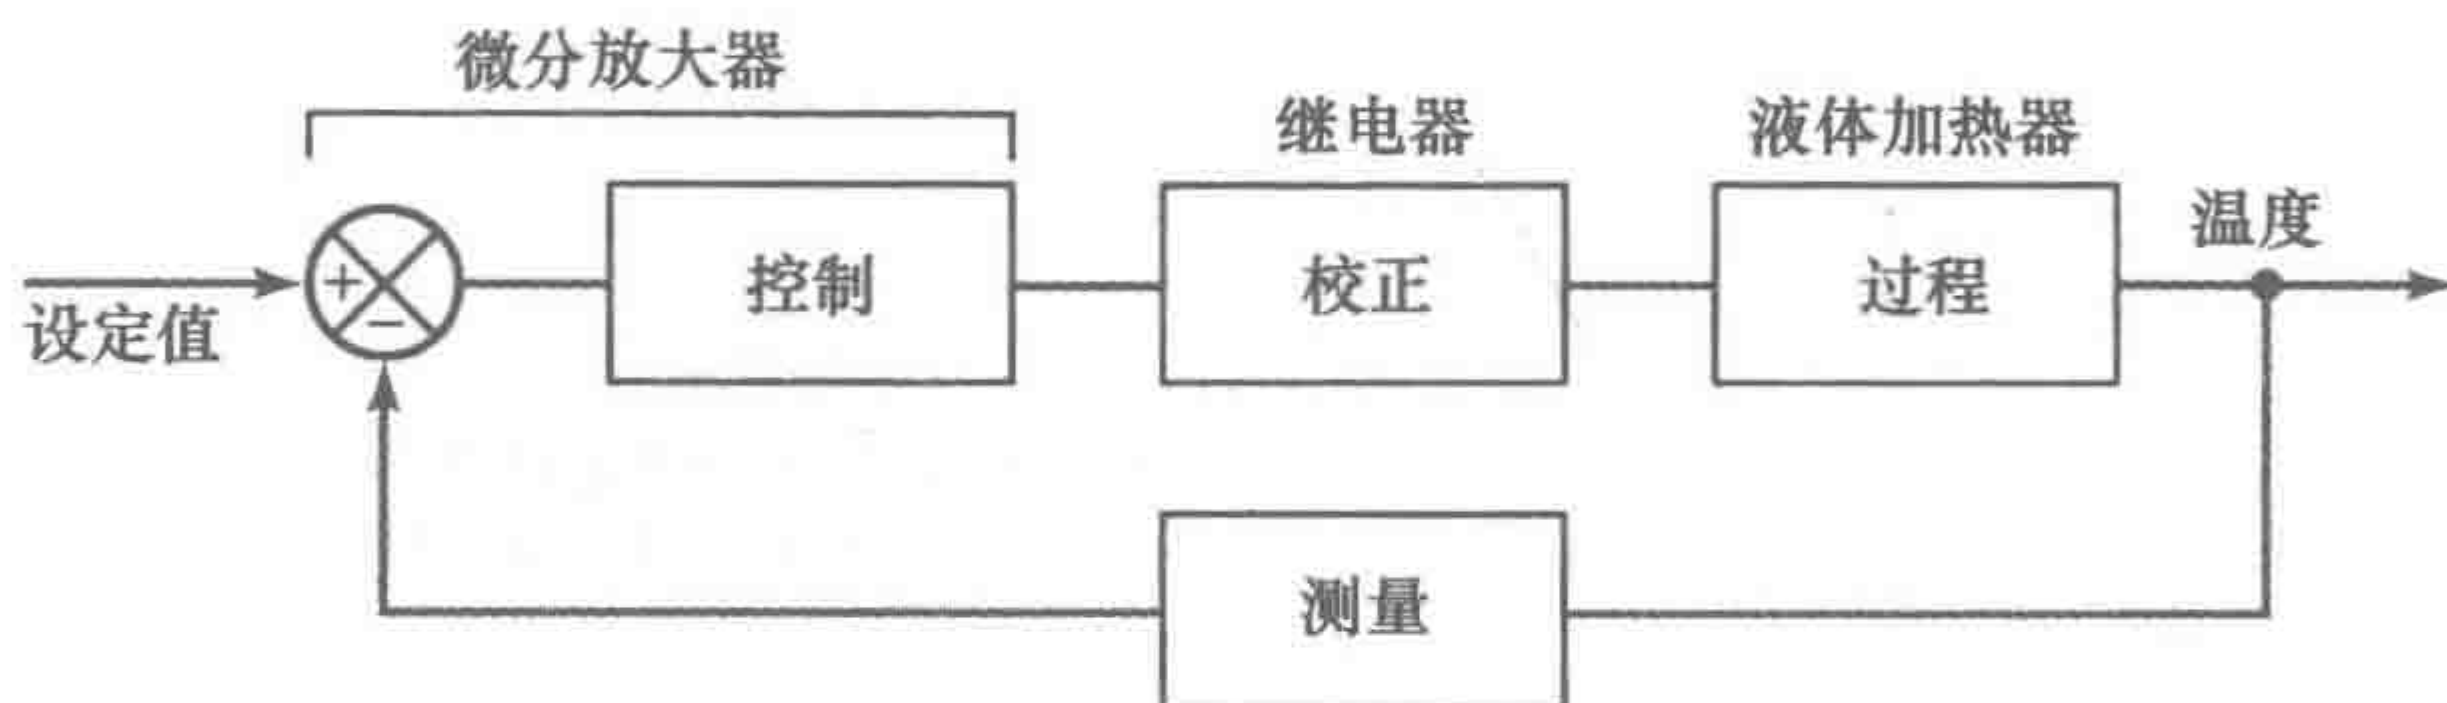 微分放大器
继电器
液体加热器
温度
设定值
+
−
控制
校正
过程
测量